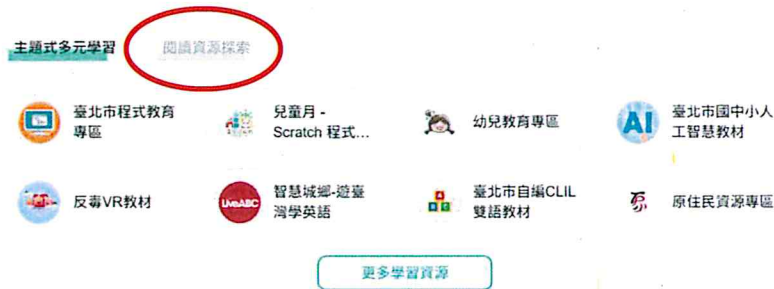 主題式多元學習
閱讀資源探索
臺北市程式教育
專區
兒童月 -
Scratch 程式...
幼兒教育專區
AI
臺北市國中小人
工智慧教材
反毒VR教材
LiveABC
智慧城鄉-遊臺
灣學英語
臺北市自編CLIL
雙語教材
原住民資源專區
更多學習資源